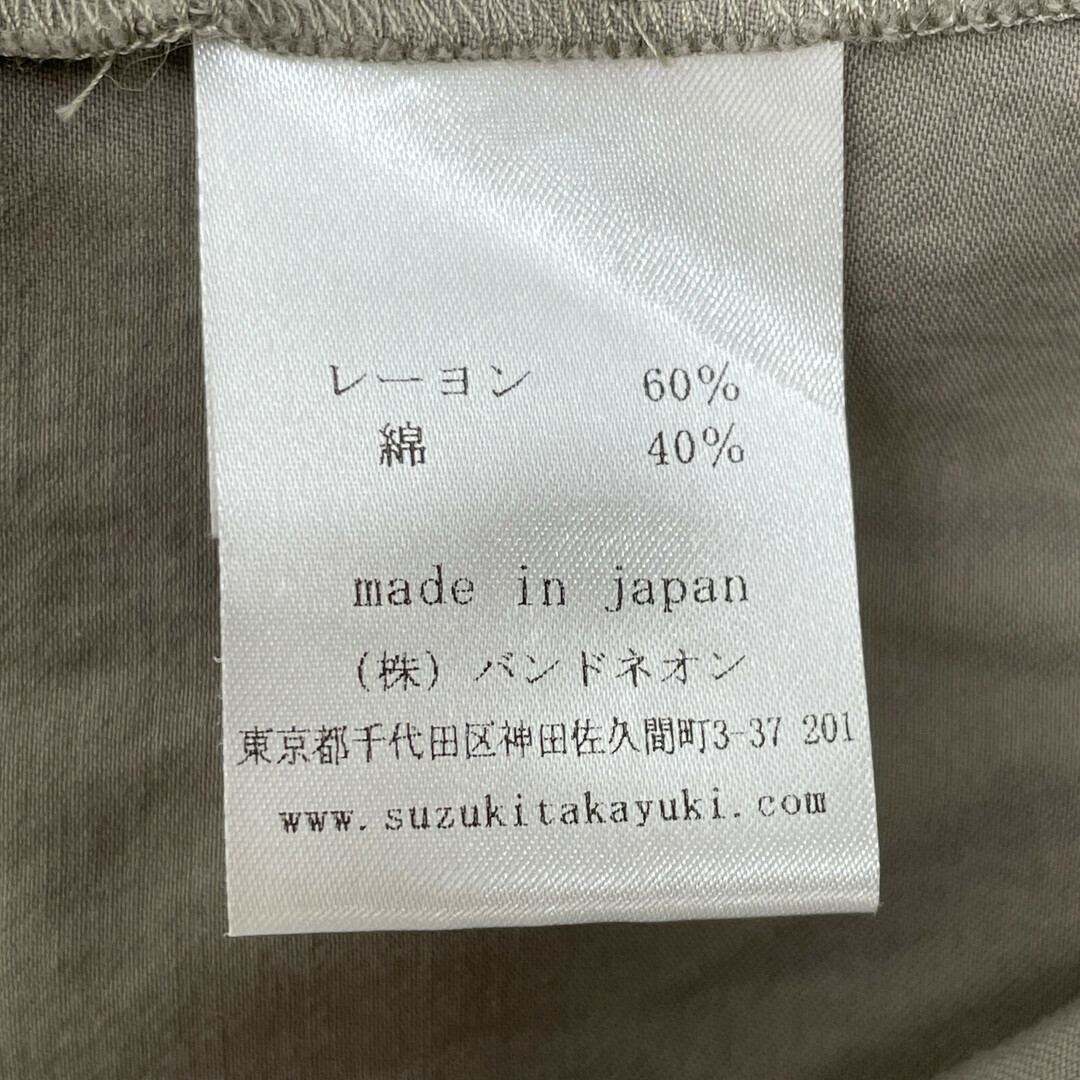 レーヨン 60%
綿 40%
made in japan
(株) バンドネオン
東京都千代田区神田佐久間町3-37 201
www.suzukitakayuki.com